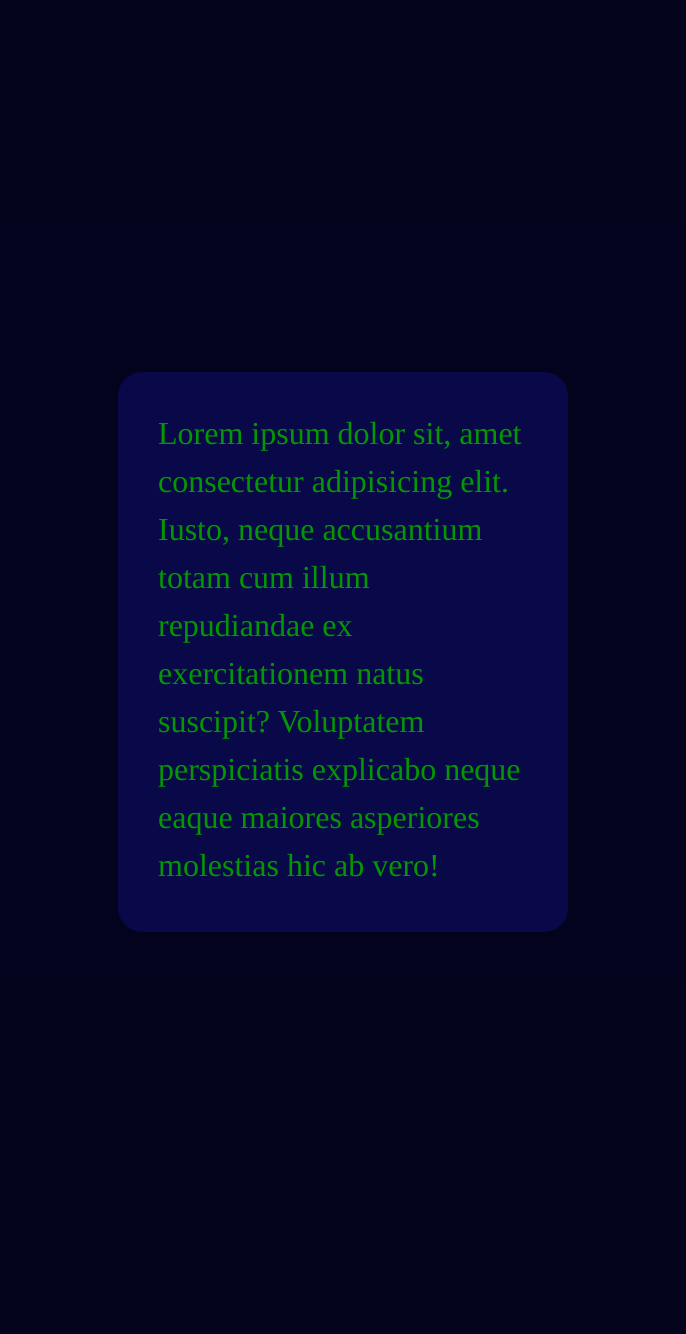 Lorem ipsum dolor sit, amet
consectetur adipisicing elit.
Iusto, neque accusantium
totam cum illum
repudiandae ex
exercitationem natus
suscipit? Voluptatem
perspiciatis explicabo neque
eaque maiores asperiores
molestias hic ab vero!